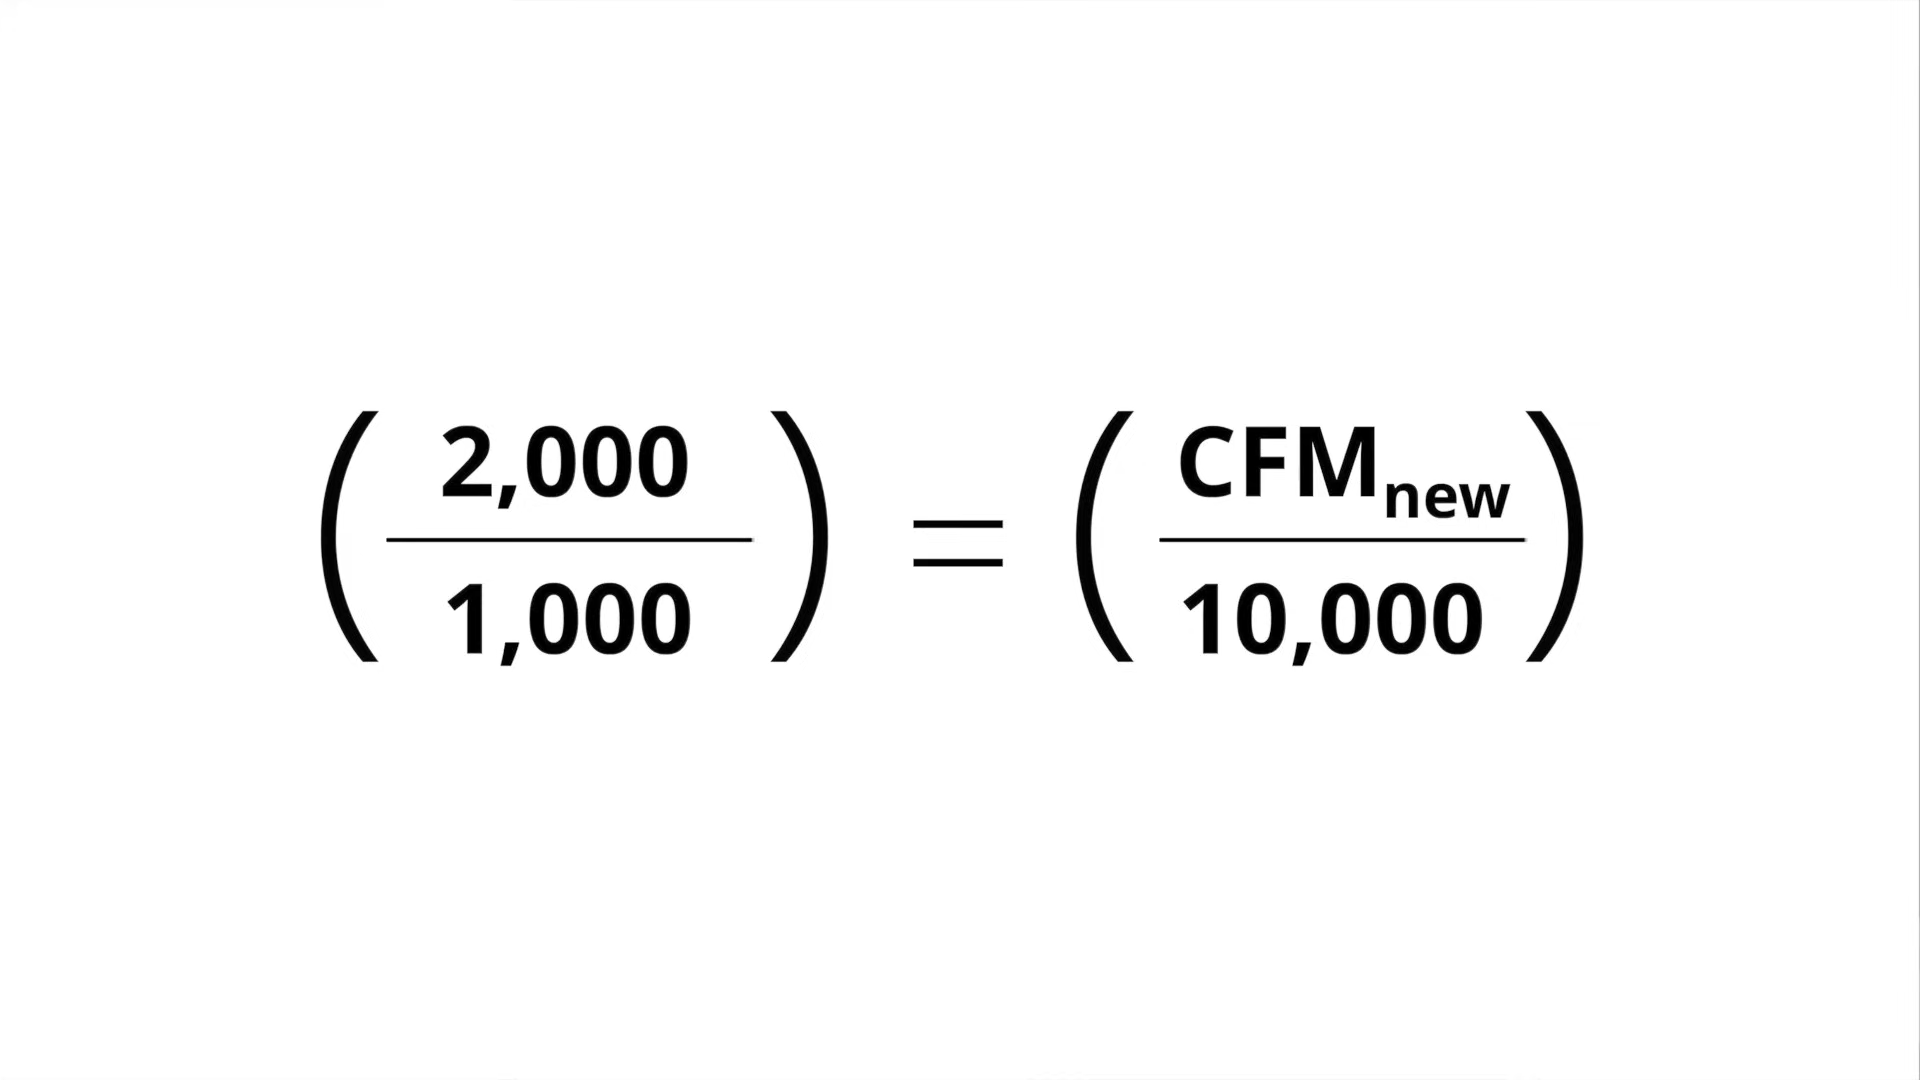 ( 2,000 / 1,000 ) = ( CFMnew / 10,000 )